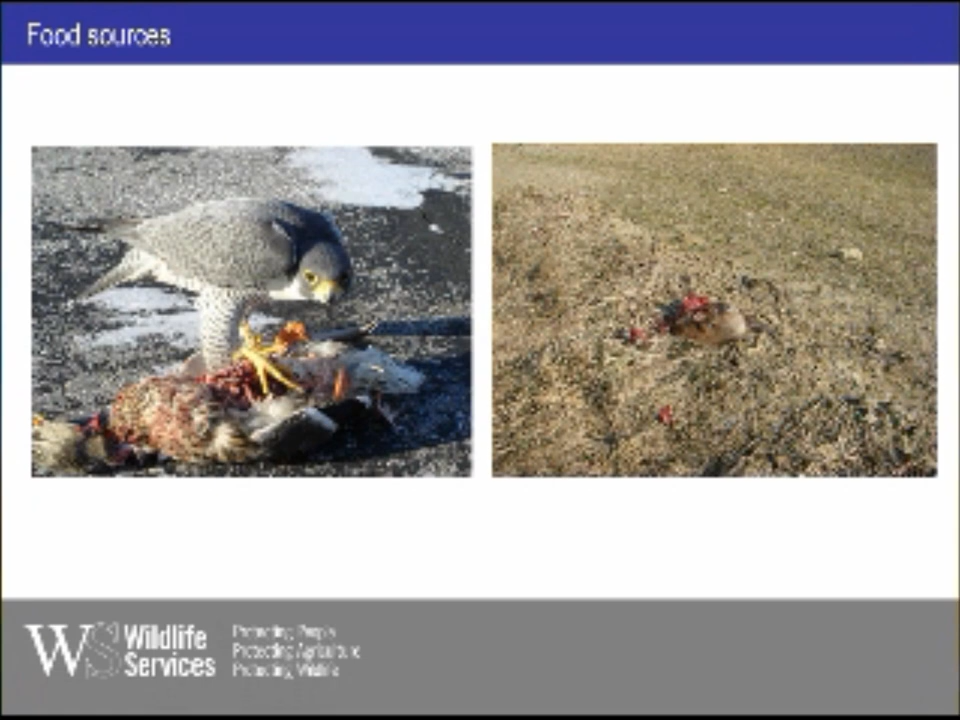 Food sources
WS Wildlife
Services
Protecting People
Protecting Agriculture
Protecting Wildlife